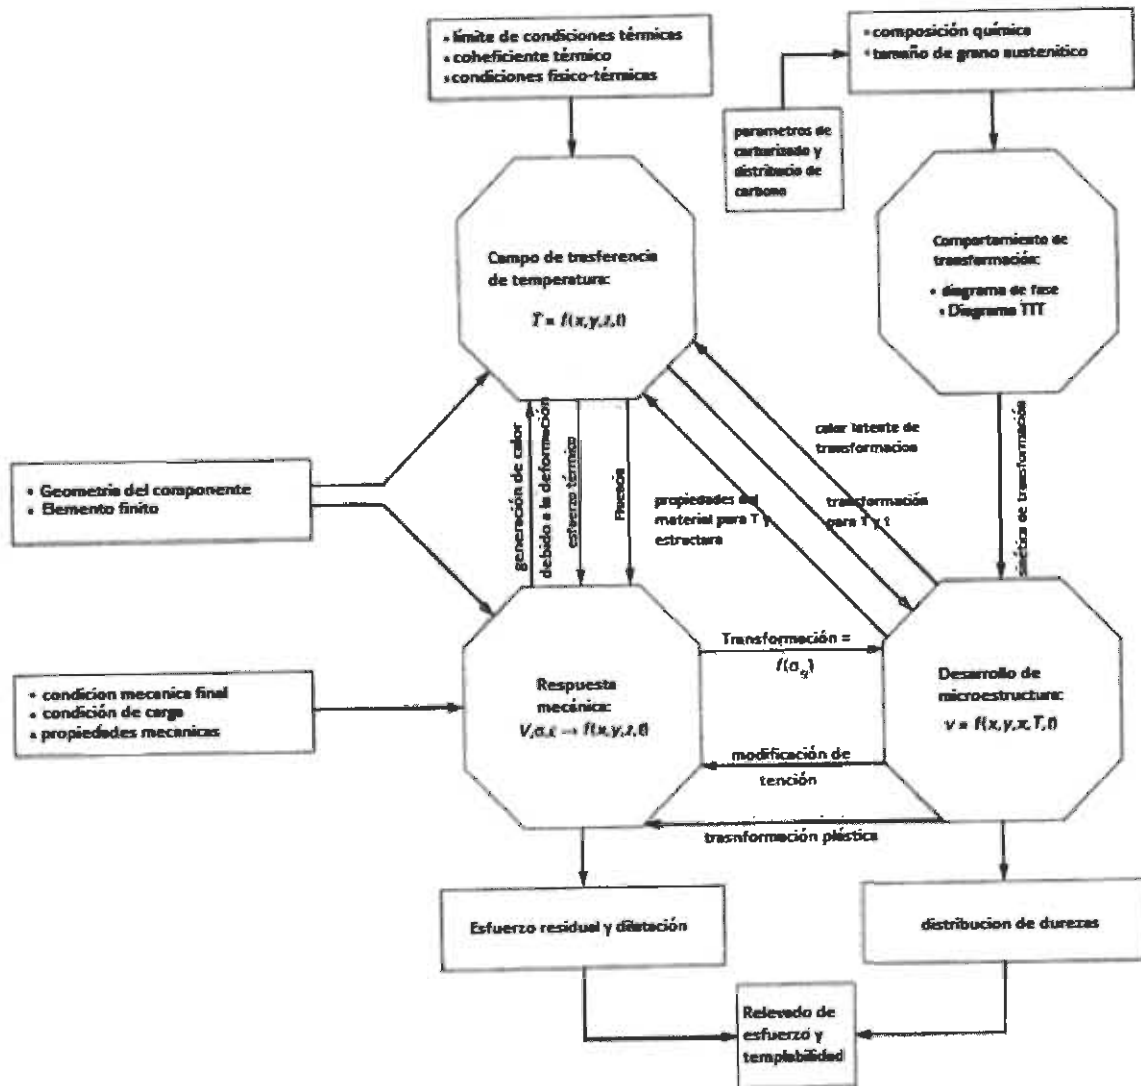 • límite de condiciones térmicas
• coheficiente térmico
• condiciones fisico-térmicas
• composición química
• tamaño de grano austenitico
parametros de
carburizado y
distribucio de
carbono
Campo de trasferencia
de temperatura:
T = f(x,y,z,t)
Comportamiento de
transformación:
• diagrama de fase
• Diagrama TTT
• Geometria del componente
• Elemento finito
generación de calor
debido a la deformación
esfuerzo térmico
Fluencia
propiedades del
material para T y
estructura
calor latente de
transformacion
transformación
para T y t
sinética de transformación
• condicion mecanica final
• condición de carga
• propiedades mecanicas
Respuesta
mecánica:
V,σ,ε → f(x,y,z,t)
Transformación =
f(σ    )
Desarrollo de
microestructura:
v = f(x,y,x,T,t)
modificación de
tención
trasnformación plástica
Esfuerzo residual y dilatación
distribucion de durezas
Relevado de
esfuerzo y
templabilidad